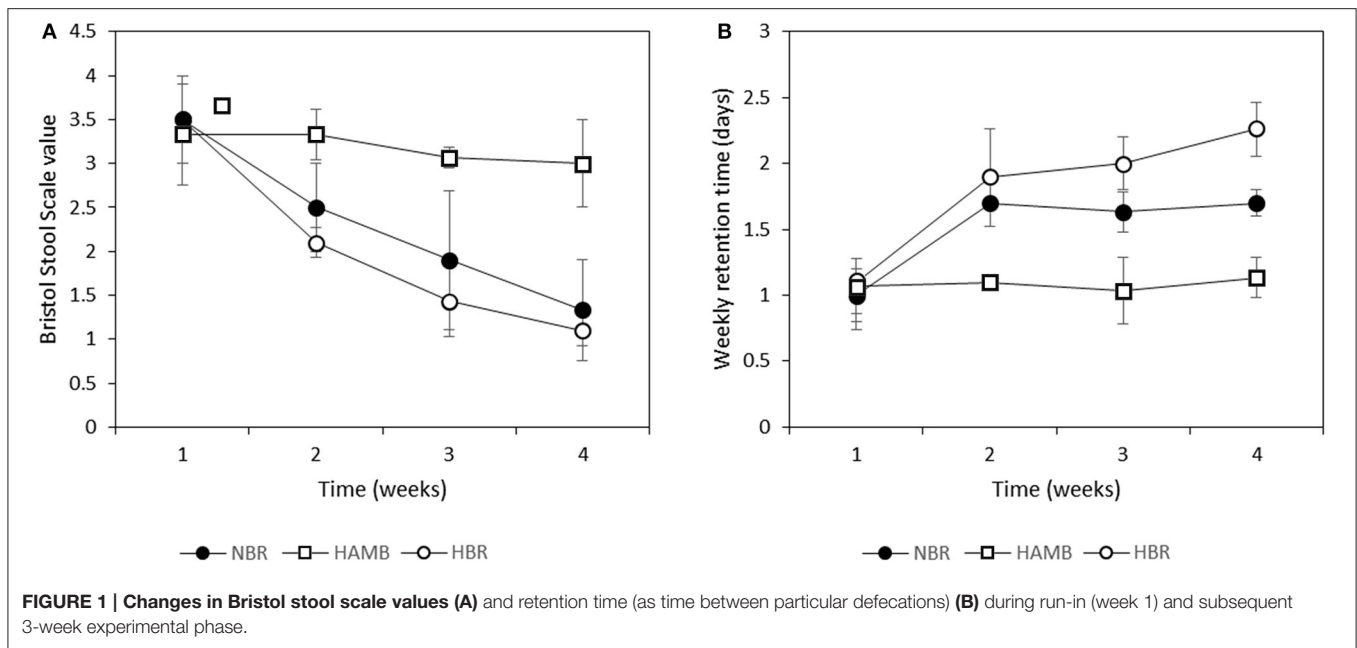 A
4.5
4
3.5
3
2.5
2
1.5
1
0.5
0
Bristol Stool Scale value
1 2 3 4
Time (weeks)
NBR HAMB HBR
B
3
2.5
2
1.5
1
0.5
0
Weekly retention time (days)
1 2 3 4
Time (weeks)
NBR HAMB HBR
FIGURE 1 | Changes in Bristol stool scale values (A) and retention time (as time between particular defecations) (B) during run-in (week 1) and subsequent
3-week experimental phase.